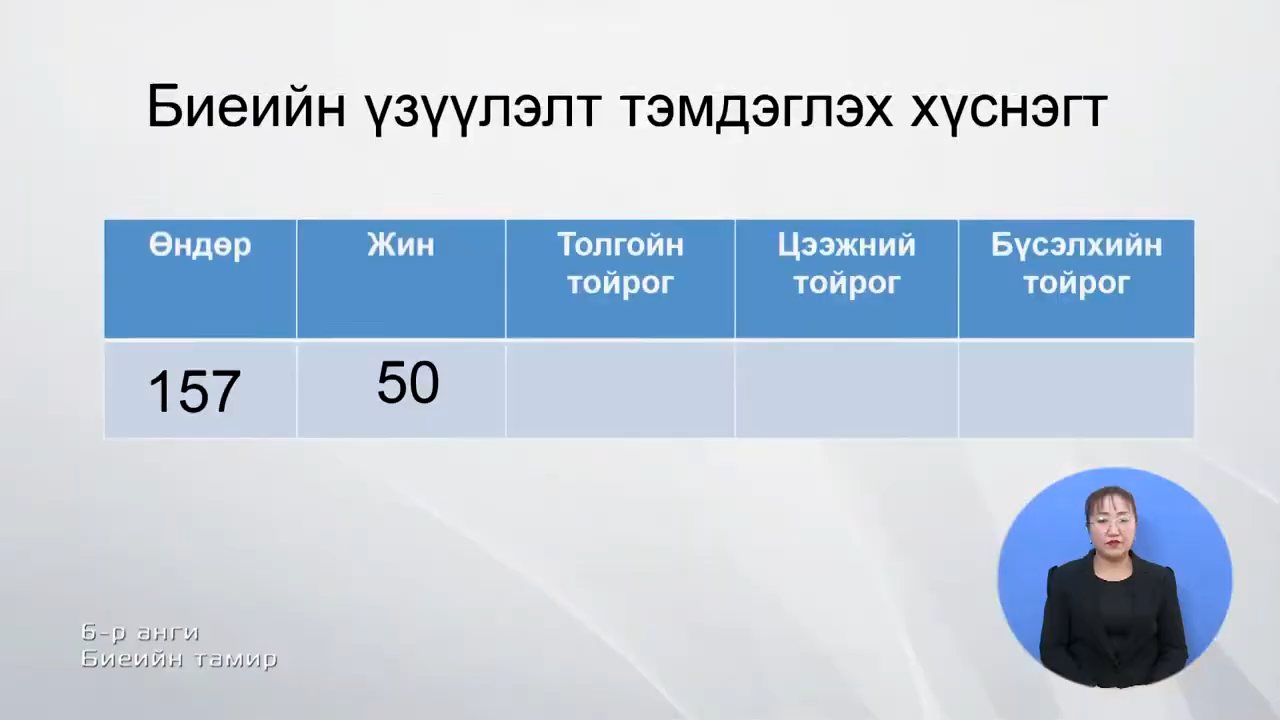 Биеийн үзүүлэлт тэмдэглэх хүснэгт
Өндөр
Жин
Толгойн
тойрог
Цээжний
тойрог
Бүсэлхийн
тойрог
157
50
6-р анги
Биеийн тамир